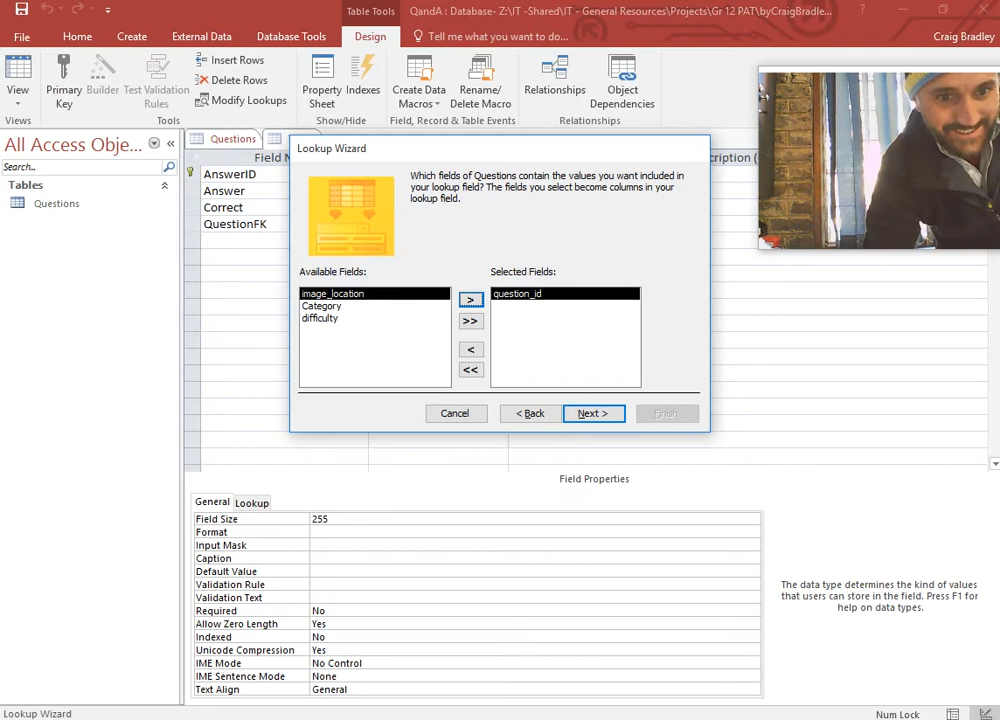 Table Tools
QandA : Database- Z:\IT -Shared\IT - General Resources\Projects\Gr 12 PAT\byCraigBradle...
?
File
Home
Create
External Data
Database Tools
Design
Tell me what you want to do...
Craig Bradley
View
Primary Key
Builder
Test Validation Rules
Insert Rows
Delete Rows
Modify Lookups
Property Sheet
Indexes
Create Data Macros
Rename/ Delete Macro
Relationships
Object Dependencies
Views
Tools
Show/Hide
Field, Record & Table Events
Relationships
All Access Obje...
Search...
Tables
Questions
Questions
Field N
cription (
AnswerID
Answer
Correct
QuestionFK
Lookup Wizard
Which fields of Questions contain the values you want included in
your lookup field? The fields you select become columns in your
lookup field.
Available Fields:
Selected Fields:
image_location
Category
difficulty
question_id
>
>>
<
<<
Cancel
< Back
Next >
Finish
Field Properties
General
Lookup
Field Size 255
Format
Input Mask
Caption
Default Value
Validation Rule
Validation Text
Required No
Allow Zero Length Yes
Indexed No
Unicode Compression Yes
IME Mode No Control
IME Sentence Mode None
Text Align General
The data type determines the kind of values
that users can store in the field. Press F1 for
help on data types.
Lookup Wizard
Num Lock